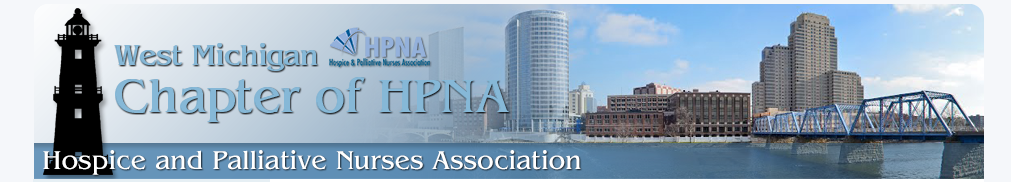 West Michigan
HPNA
Hospice & Palliative Nurses Association
Chapter of HPNA
Hospice and Palliative Nurses Association